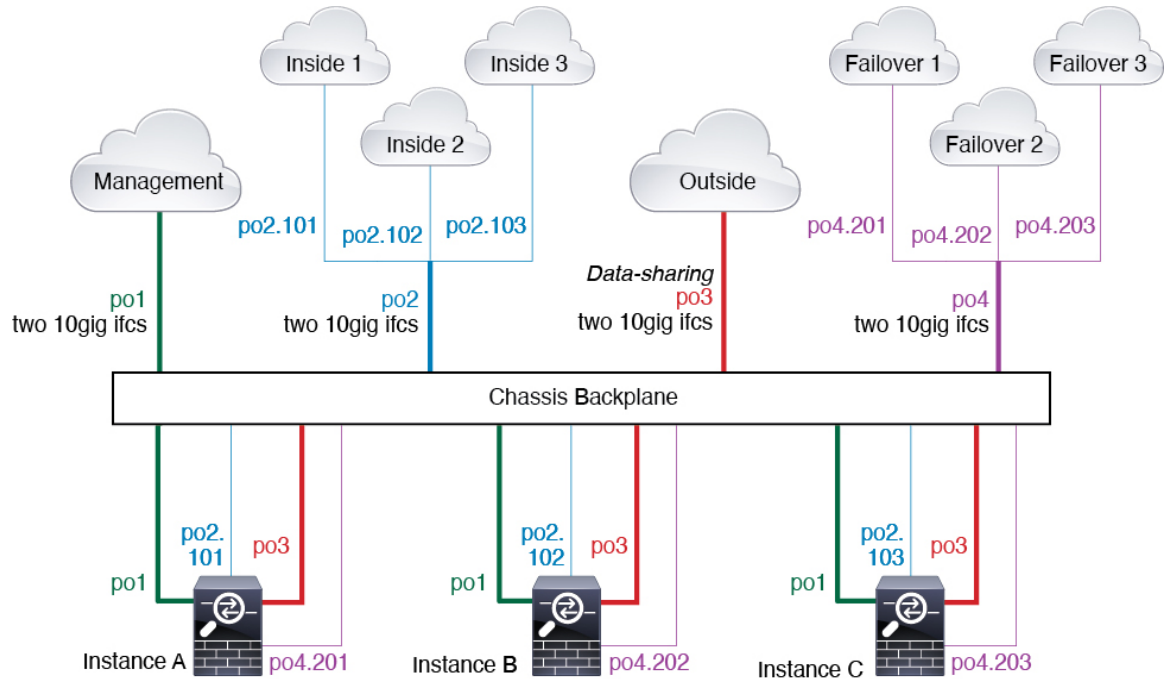 Inside 1
Inside 3
Failover 1
Failover 3
Inside 2
Failover 2
Management
Outside
po2.101
po2.102
po2.103
po4.201
po4.202
po4.203
po1
two 10gig ifcs
po2
two 10gig ifcs
Data-sharing
po3
two 10gig ifcs
po4
two 10gig ifcs
Chassis Backplane
po1
po2.
101
po3
Instance A
po4.201
po1
po2.
102
po3
Instance B
po4.202
po1
po2.
103
po3
Instance C
po4.203